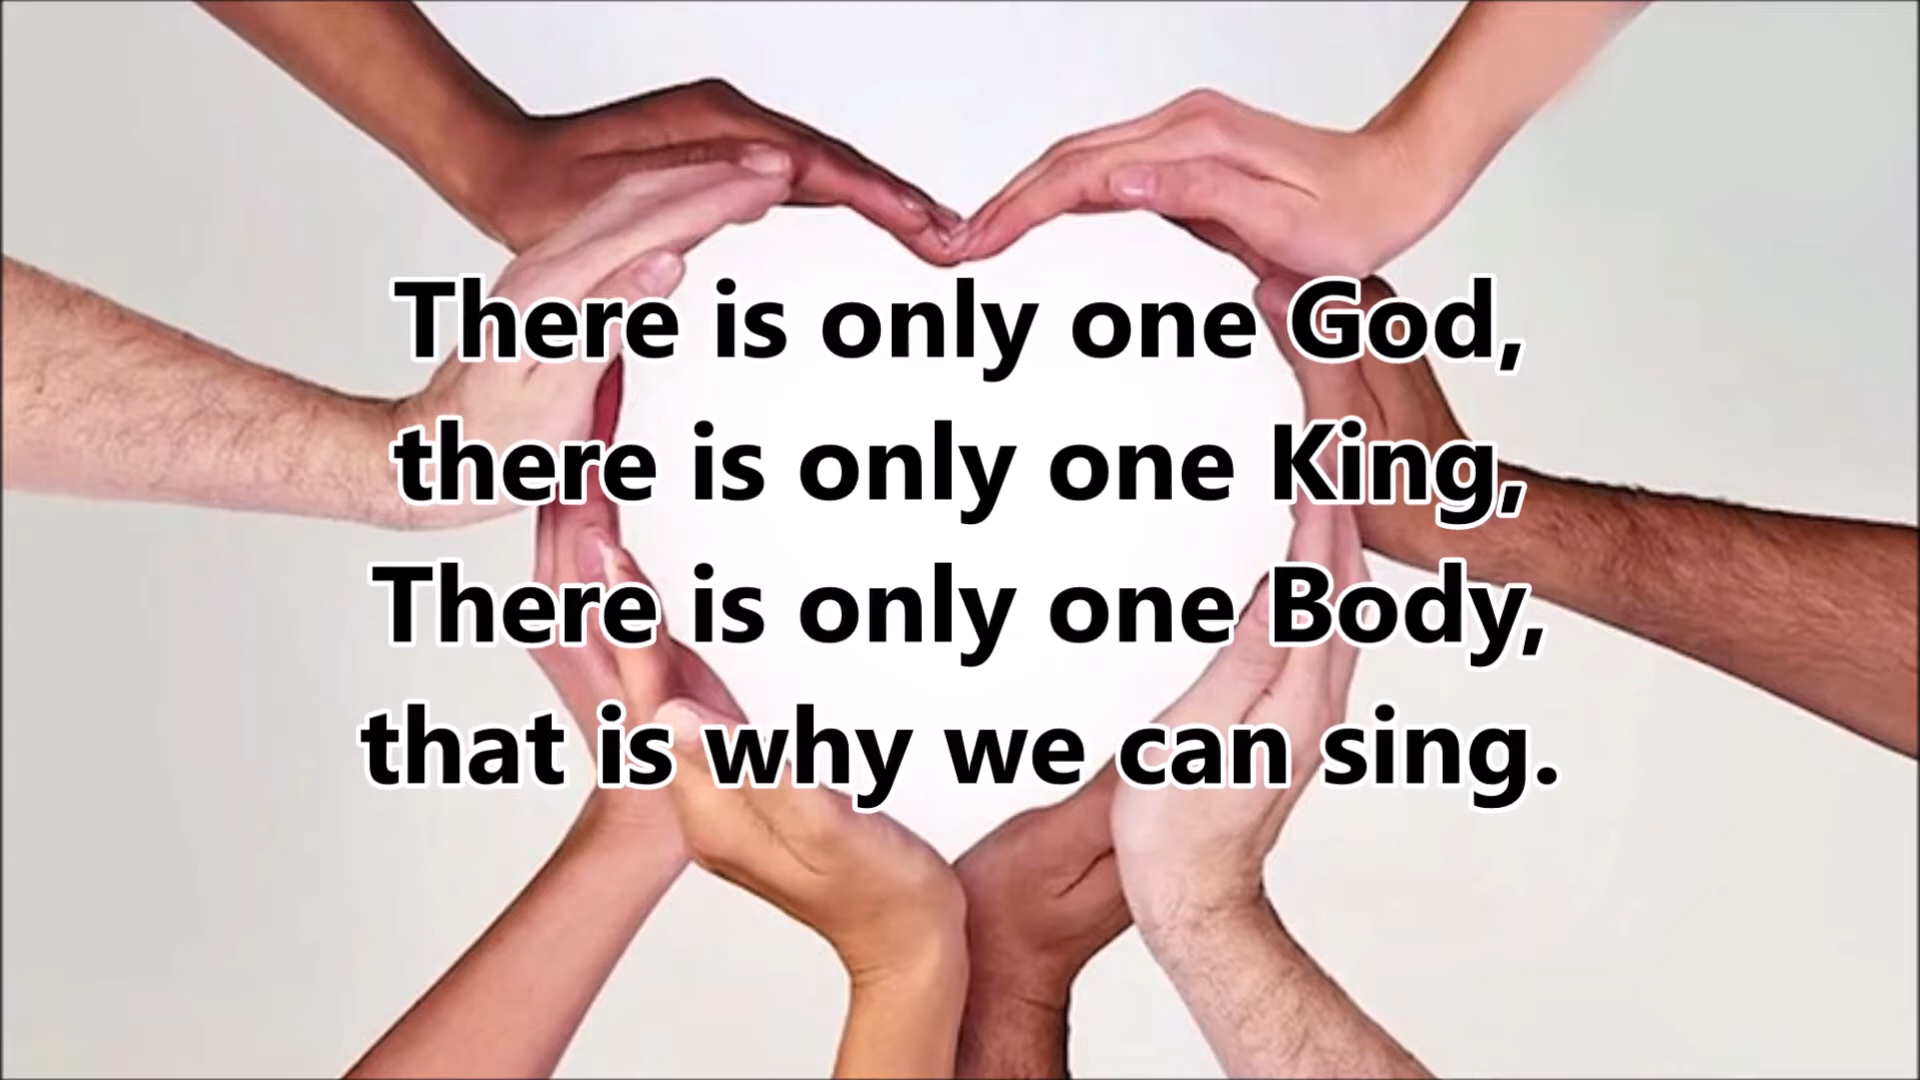 There is only one God,
there is only one King,
There is only one Body,
that is why we can sing.